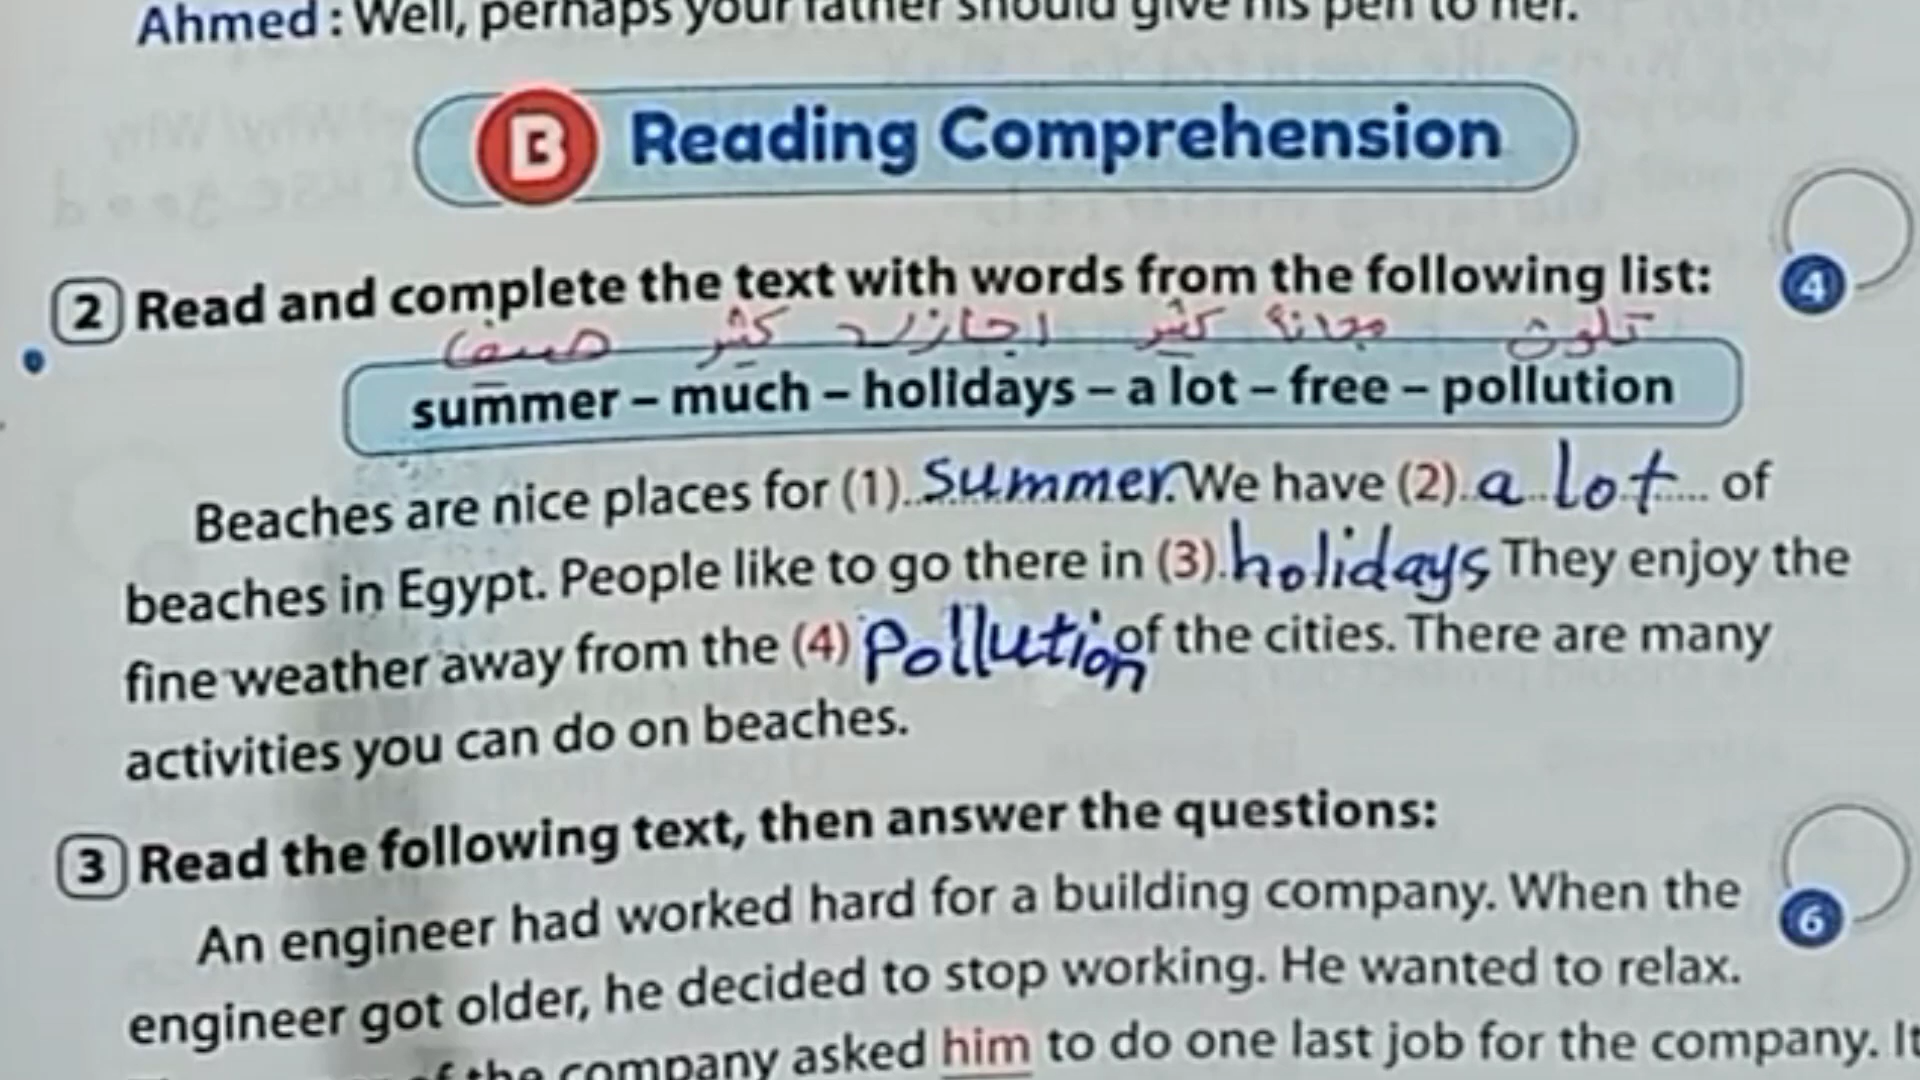 Ahmed : Well, perhaps your father should give his pen to her.
B Reading Comprehension
2 Read and complete the text with words from the following list:
4
صيف كثير اجازات كثير مجانا تلوث
summer – much – holidays – a lot – free – pollution
Beaches are nice places for (1) summer. We have (2) a lot of
beaches in Egypt. People like to go there in (3) holidays They enjoy the
fine weather away from the (4) Pollution of the cities. There are many
activities you can do on beaches.
3 Read the following text, then answer the questions:
An engineer had worked hard for a building company. When the
6
engineer got older, he decided to stop working. He wanted to relax.
of the company asked him to do one last job for the company. It